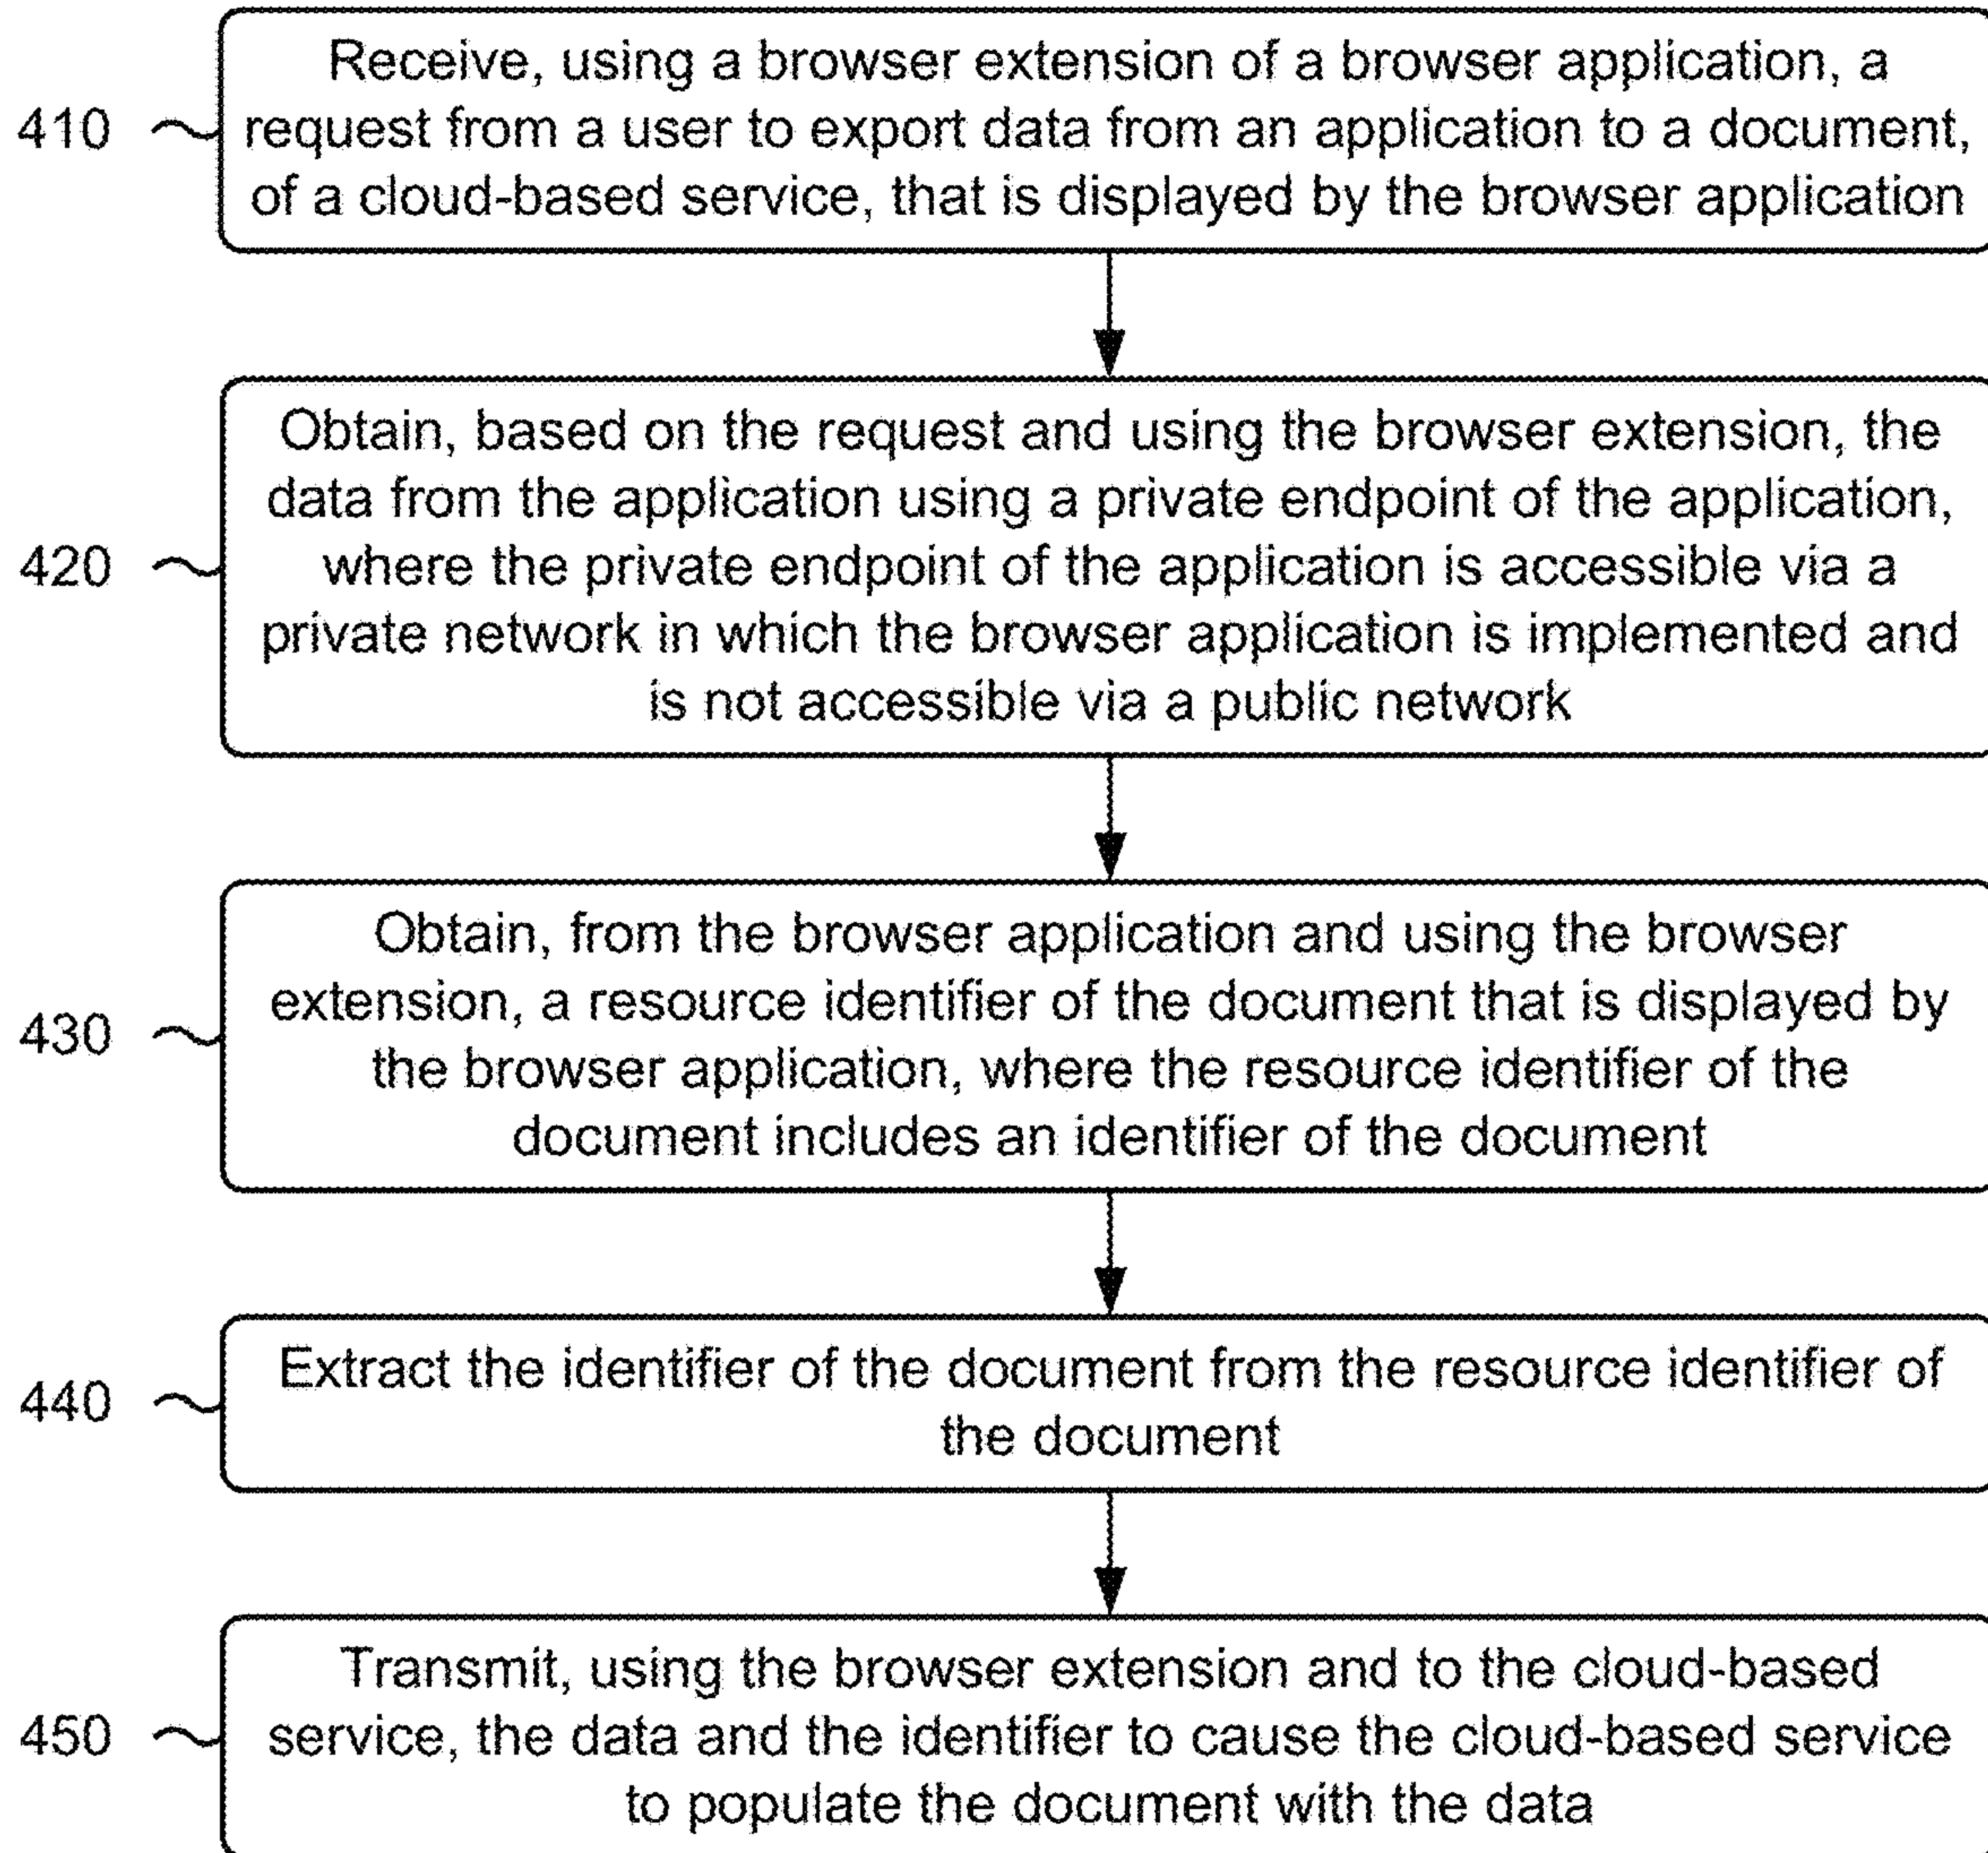 Receive, using a browser extension of a browser application, a
410
request from a user to export data from an application to a document,
of a cloud-based service, that is displayed by the browser application
Obtain, based on the request and using the browser extension, the
data from the application using a private endpoint of the application,
420
where the private endpoint of the application is accessible via a
private network in which the browser application is implemented and
is not accessible via a public network
Obtain, from the browser application and using the browser
extension, a resource identifier of the document that is displayed by
430
the browser application, where the resource identifier of the
document includes an identifier of the document
Extract the identifier of the document from the resource identifier of
440
the document
Transmit, using the browser extension and to the cloud-based
450
service, the data and the identifier to cause the cloud-based service
to populate the document with the data